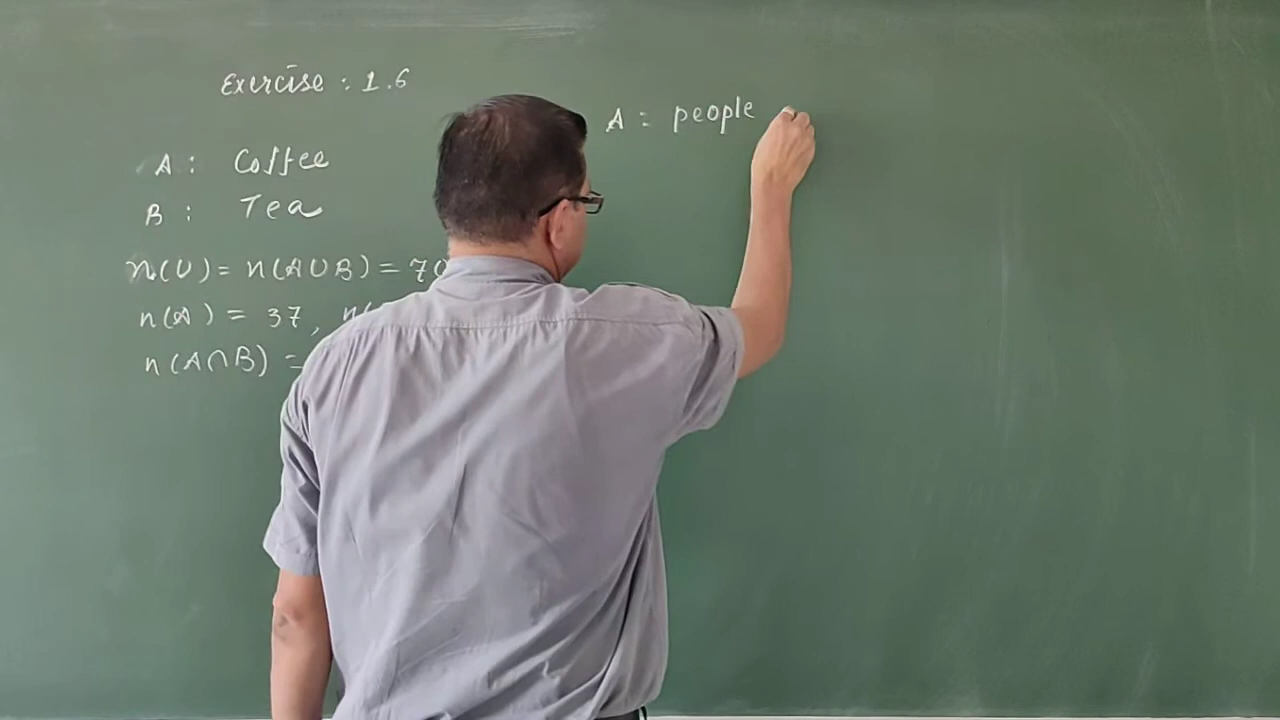 Exercise : 1.6
A : Coffee
B : Tea
n(U) = n(A∪B) = 70
n(A) = 37, n(
n(A∩B) =
A : people